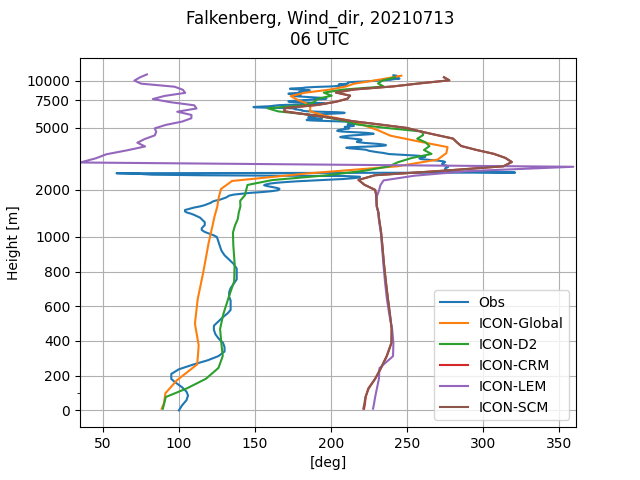 Falkenberg, Wind_dir, 20210713
06 UTC
10000
7500
5000
2000
1000
800
600
400
200
0
Height [m]
Obs
ICON-Global
ICON-D2
ICON-CRM
ICON-LEM
ICON-SCM
50 100 150 200 250 300 350
[deg]